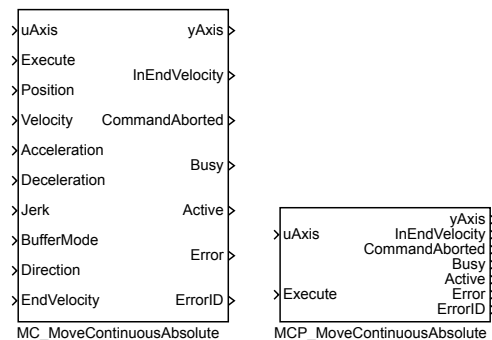 uAxis
Execute
Position
Velocity
Acceleration
Deceleration
Jerk
BufferMode
Direction
EndVelocity
yAxis
InEndVelocity
CommandAborted
Busy
Active
Error
ErrorID
MC_MoveContinuousAbsolute
uAxis
Execute
yAxis
InEndVelocity
CommandAborted
Busy
Active
Error
ErrorID
MCP_MoveContinuousAbsolute